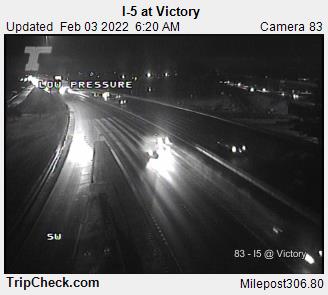 I-5 at Victory
Updated  Feb 03 2022  6:20 AM
Camera 83
T
LOW PRESSURE
SW
83 - I5 @ Victory
TripCheck.com
Milepost306.80